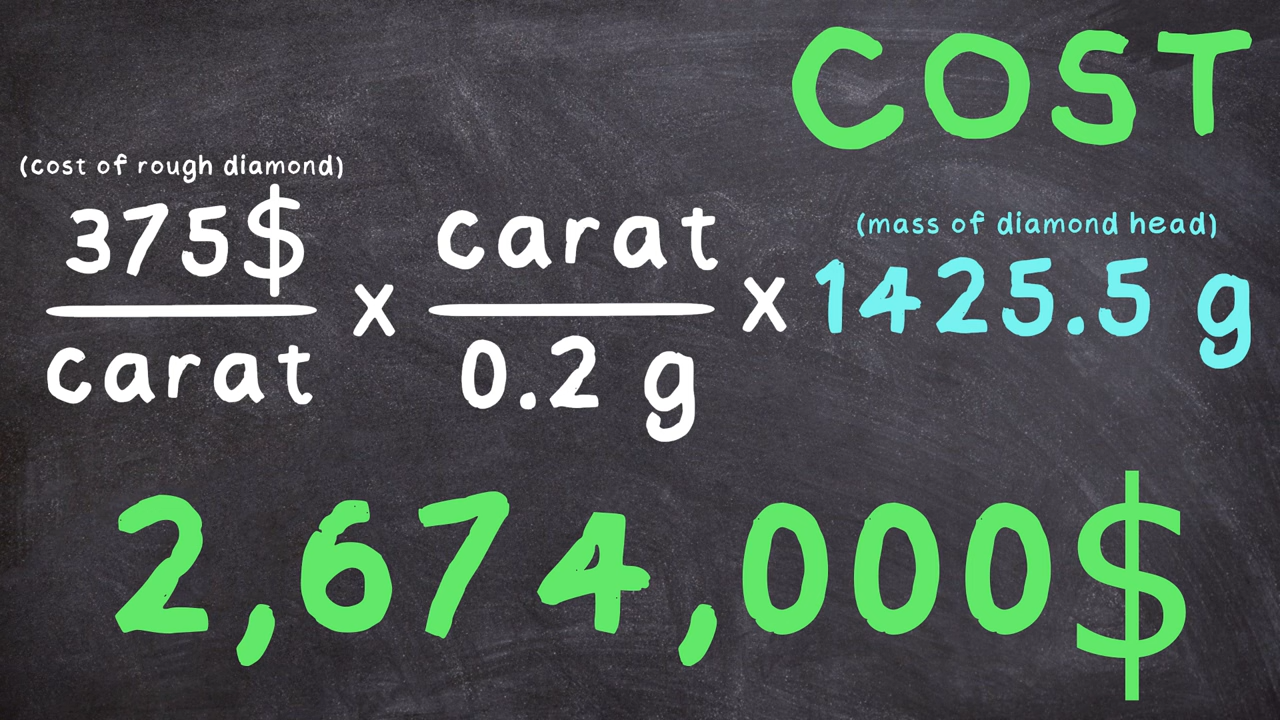 COST
(cost of rough diamond)
375$
carat
x
carat
0.2 g
x
(mass of diamond head)
1425.5 g
2,674,000$